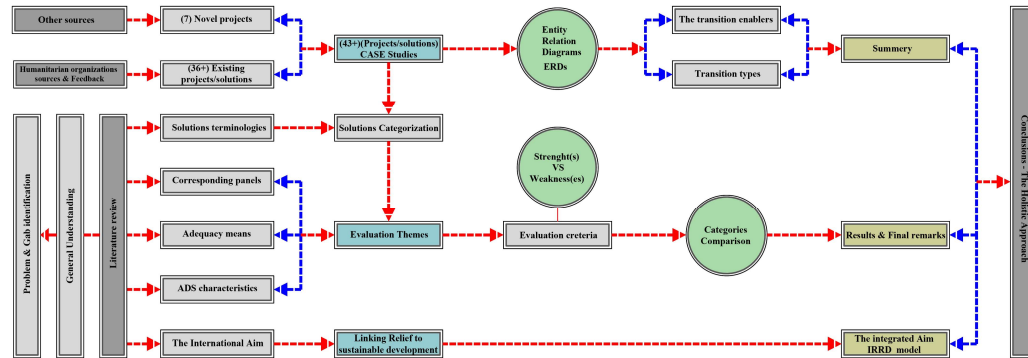 Other sources
(7) Novel projects
Humanitarian organizations
sources & Feedback
(36+) Existing
projects/solutions
(43+)(Projects/solutions)
CASE Studies
Entity
Relation
Diagrams
ERDs
The transition enablers
Transition types
Summery
Problem & Gab identification
General Understanding
Literature review
Solutions terminologies
Solutions Categorization
Corresponding panels
Adequacy means
ADS characteristics
Evaluation Themes
Strenght(s)
VS
Weakness(es)
Evaluation creteria
Categories
Comparison
Results & Final remarks
The International Aim
Linking Relief to
sustainable development
The integrated Aim
IRRD model
Conclusions - The Holistic Approach